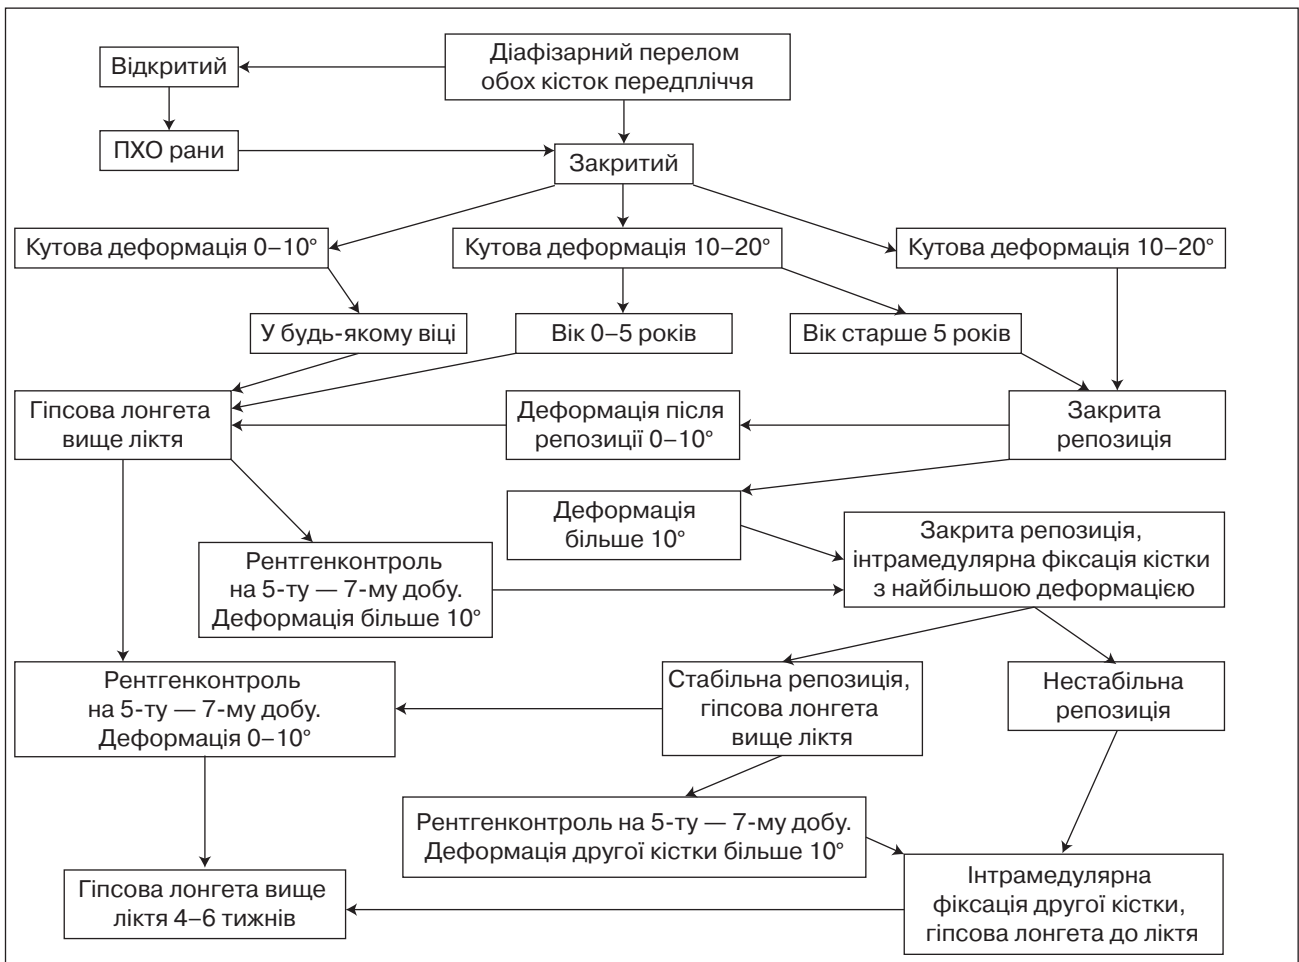 Діафізарний перелом
обох кісток передпліччя
Відкритий
ПХО рани
Закритий
Кутова деформація 0–10°
Кутова деформація 10–20°
Кутова деформація 10–20°
У будь-якому віці
Вік 0–5 років
Вік старше 5 років
Гіпсова лонгета
вище ліктя
Деформація після
репозиції 0–10°
Закрита
репозиція
Деформація
більше 10°
Закрита репозиція,
інтрамедулярна фіксація кістки
з найбільшою деформацією
Рентгенконтроль
на 5-ту — 7-му добу.
Деформація більше 10°
Рентгенконтроль
на 5-ту — 7-му добу.
Деформація 0–10°
Стабільна репозиція,
гіпсова лонгета
вище ліктя
Нестабільна
репозиція
Рентгенконтроль на 5-ту — 7-му добу.
Деформація другої кістки більше 10°
Гіпсова лонгета вище
ліктя 4–6 тижнів
Інтрамедулярна
фіксація другої кістки,
гіпсова лонгета до ліктя